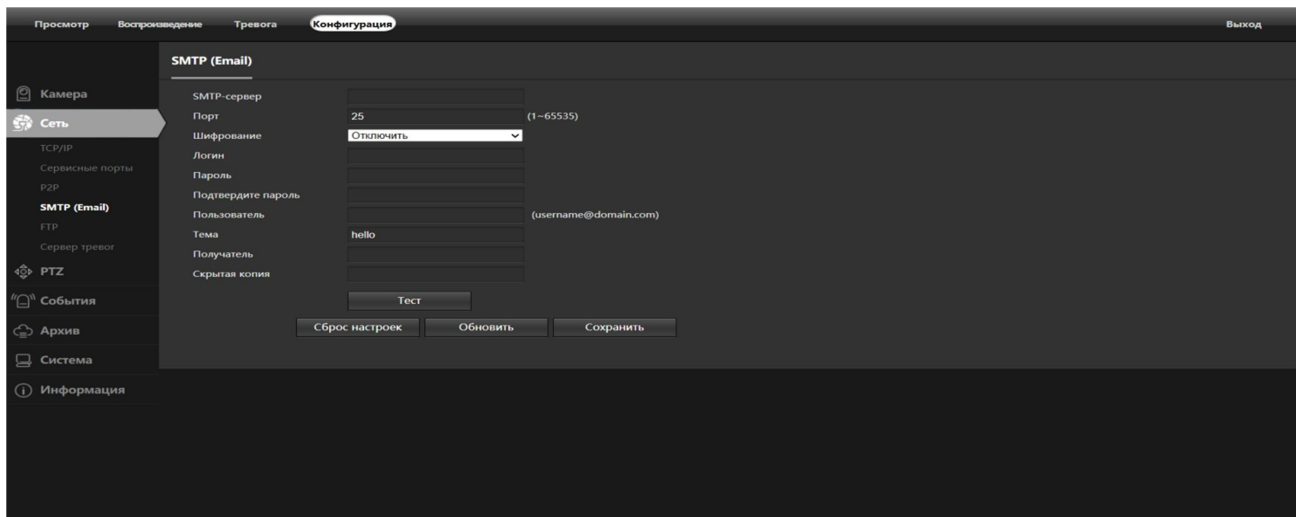 Просмотр Воспроизведение Тревога Конфигурация Выход
SMTP (Email)
Камера
Сеть
TCP/IP
Сервисные порты
P2P
SMTP (Email)
FTP
Сервер тревог
PTZ
События
Архив
Система
Информация
SMTP-сервер
Порт 25 (1~65535)
Шифрование Отключить
Логин
Пароль
Подтвердите пароль
Пользователь (username@domain.com)
Тема hello
Получатель
Скрытая копия
Тест
Сброс настроек Обновить Сохранить